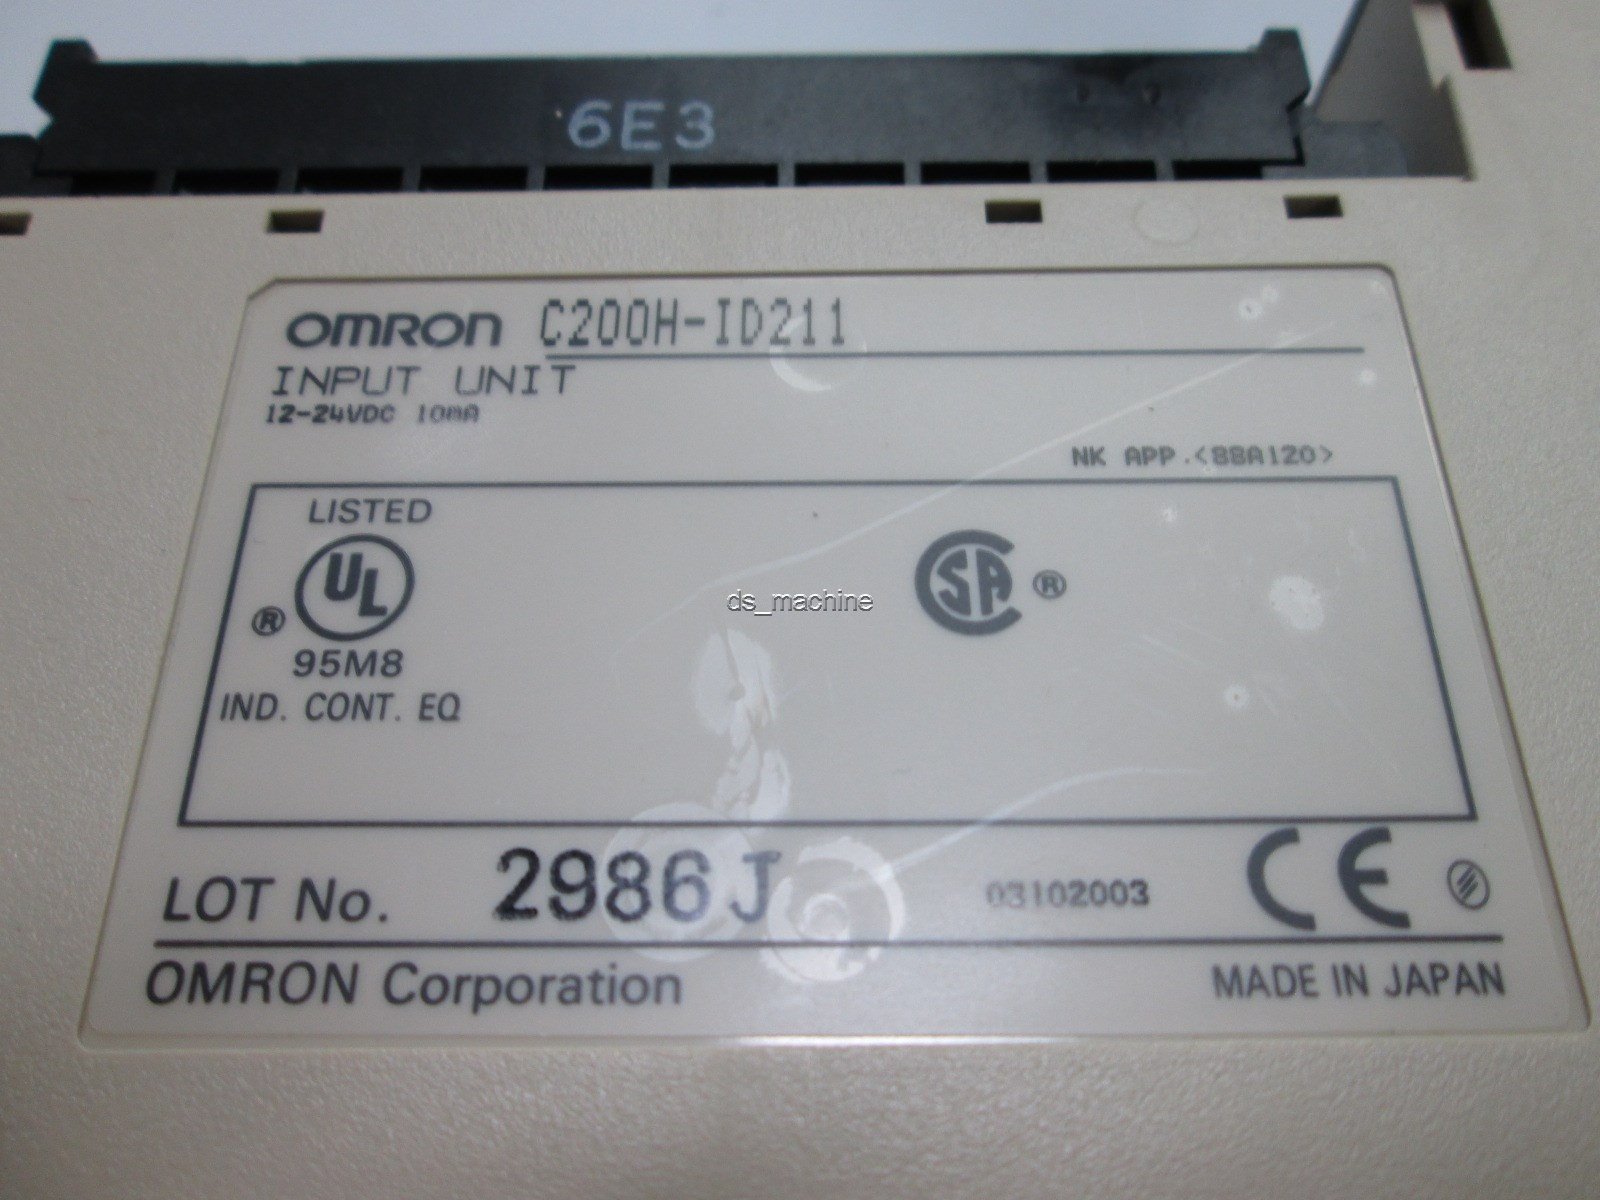 6E3
OMRON C200H-ID211
INPUT UNIT
12-24VDC 10mA
NK APP.<88A120>
LISTED
UL ®
95M8
IND. CONT. EQ
SA ®
ds_machine
LOT No. 2986J 03102003 CE
OMRON Corporation MADE IN JAPAN